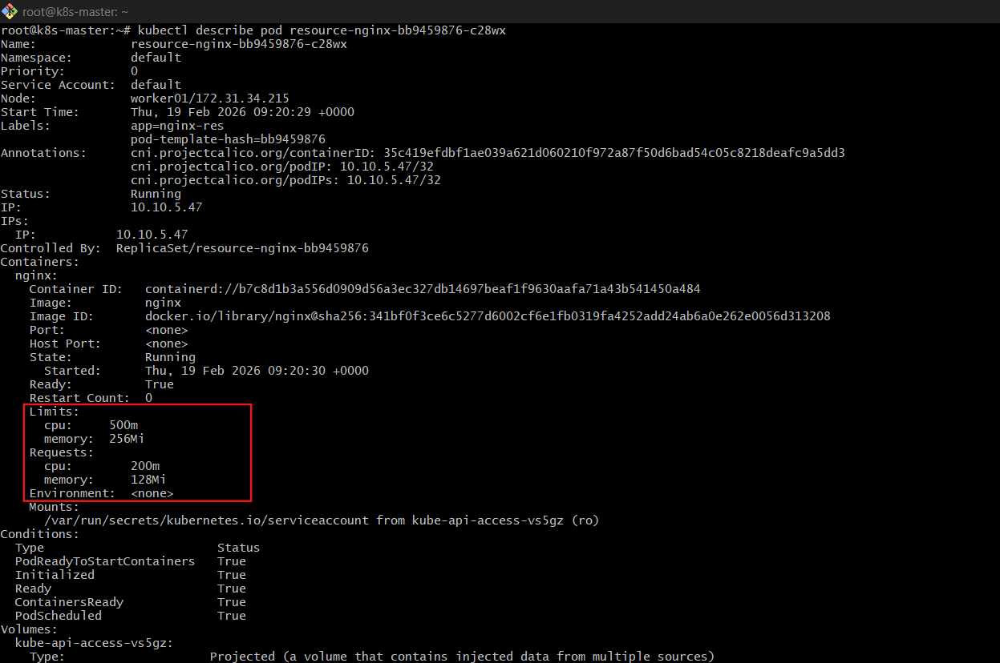 root@k8s-master: ~
root@k8s-master:~# kubectl describe pod resource-nginx-bb9459876-c28wx
Name:             resource-nginx-bb9459876-c28wx
Namespace:        default
Priority:         0
Service Account:  default
Node:             worker01/172.31.34.215
Start Time:       Thu, 19 Feb 2026 09:20:29 +0000
Labels:           app=nginx-res
                  pod-template-hash=bb9459876
Annotations:      cni.projectcalico.org/containerID: 35c419efdbf1ae039a621d060210f972a87f50d6bad54c05c8218deafc9a5dd3
                  cni.projectcalico.org/podIP: 10.10.5.47/32
                  cni.projectcalico.org/podIPs: 10.10.5.47/32
Status:           Running
IP:               10.10.5.47
IPs:
  IP:           10.10.5.47
Controlled By:  ReplicaSet/resource-nginx-bb9459876
Containers:
  nginx:
    Container ID:   containerd://b7c8d1b3a556d0909d56a3ec327db14697beaf1f9630aafa71a43b541450a484
    Image:          nginx
    Image ID:       docker.io/library/nginx@sha256:341bf0f3ce6c5277d6002cf6e1fb0319fa4252add24ab6a0e262e0056d313208
    Port:           <none>
    Host Port:      <none>
    State:          Running
      Started:      Thu, 19 Feb 2026 09:20:30 +0000
    Ready:          True
    Restart Count:  0
    Limits:
      cpu:     500m
      memory:  256Mi
    Requests:
      cpu:        200m
      memory:     128Mi
    Environment:  <none>
    Mounts:
      /var/run/secrets/kubernetes.io/serviceaccount from kube-api-access-vs5gz (ro)
Conditions:
  Type                        Status
  PodReadyToStartContainers   True
  Initialized                 True
  Ready                       True
  ContainersReady             True
  PodScheduled                True
Volumes:
  kube-api-access-vs5gz:
    Type:                    Projected (a volume that contains injected data from multiple sources)